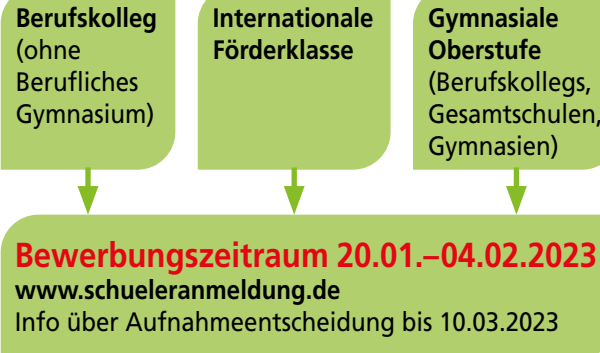 Berufskolleg
(ohne
Berufliches
Gymnasium)
Internationale
Förderklasse
Gymnasiale
Oberstufe
(Berufskollegs,
Gesamtschulen,
Gymnasien)
Bewerbungszeitraum 20.01.–04.02.2023
www.schueleranmeldung.de
Info über Aufnahmeentscheidung bis 10.03.2023